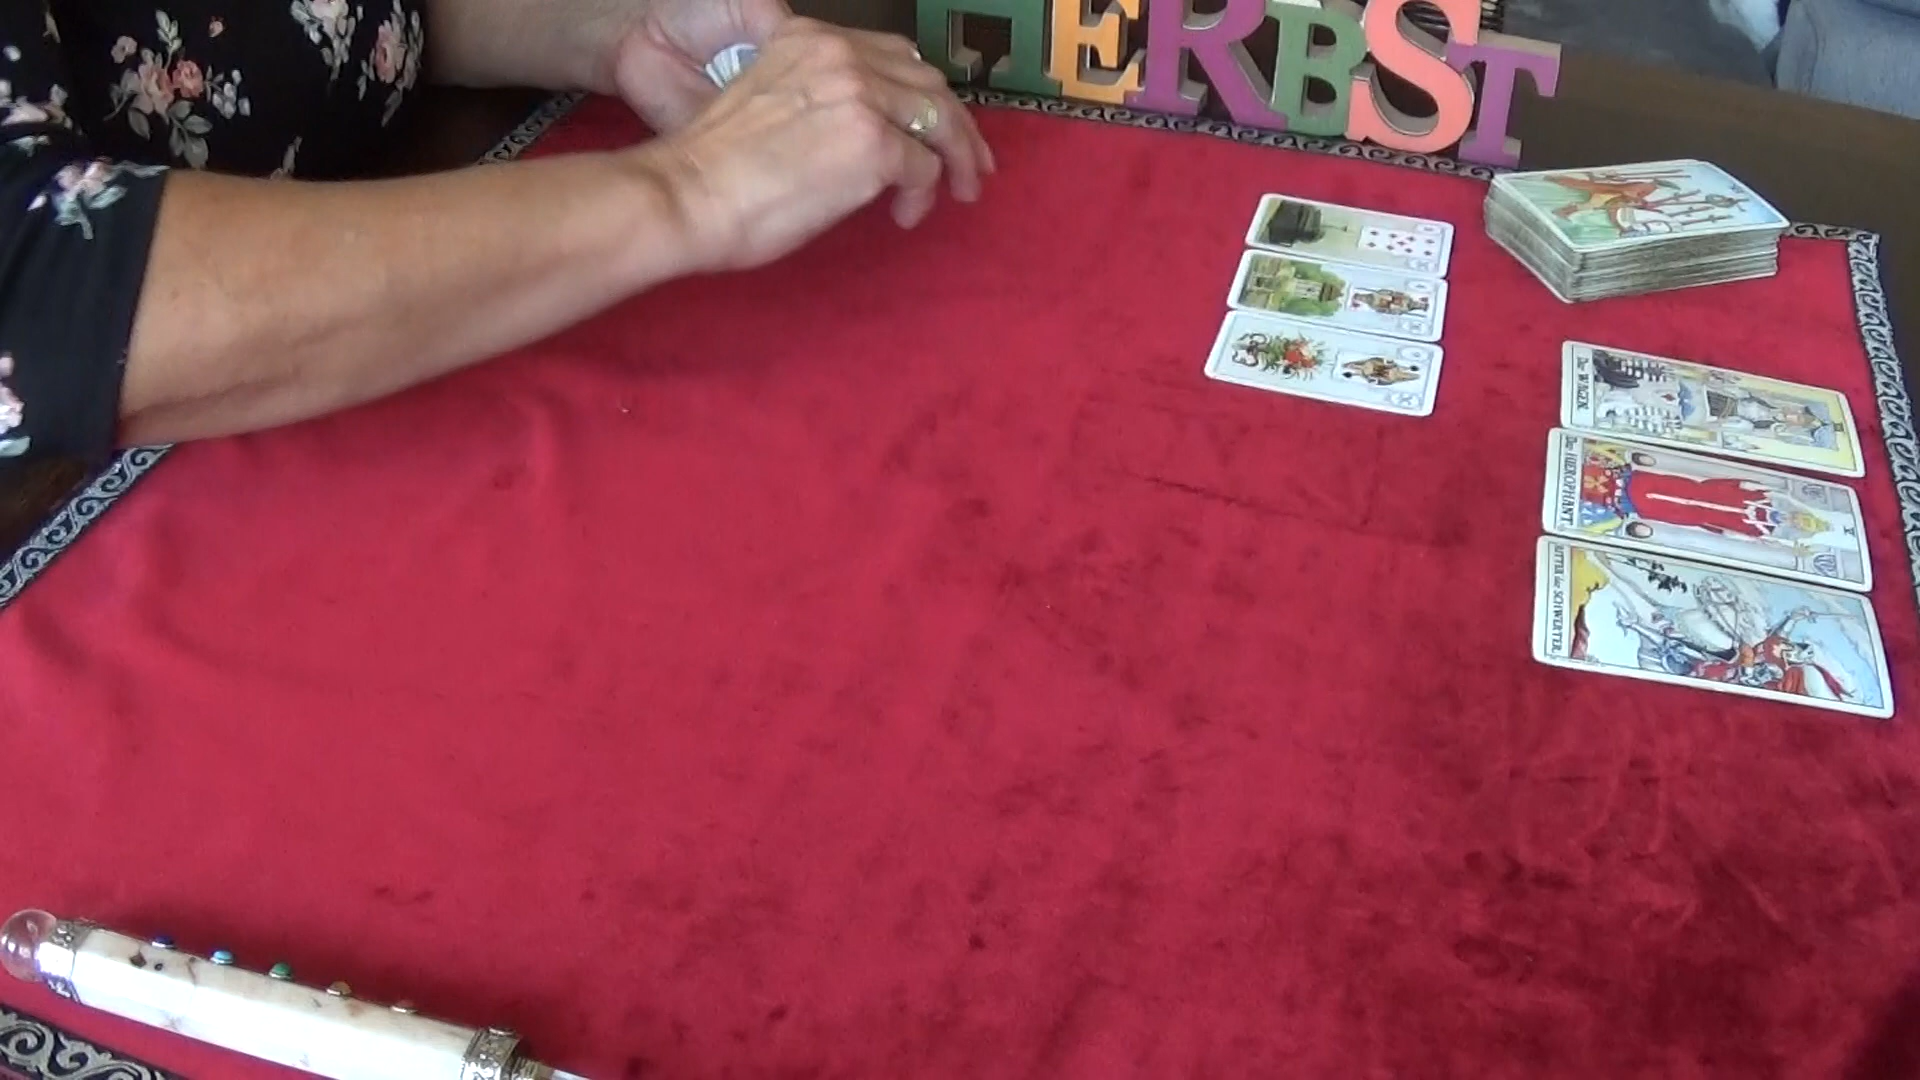 HERBST
Der WAGEN.
Der HIEROPHANT.
V
RITTER der SCHWERTER.